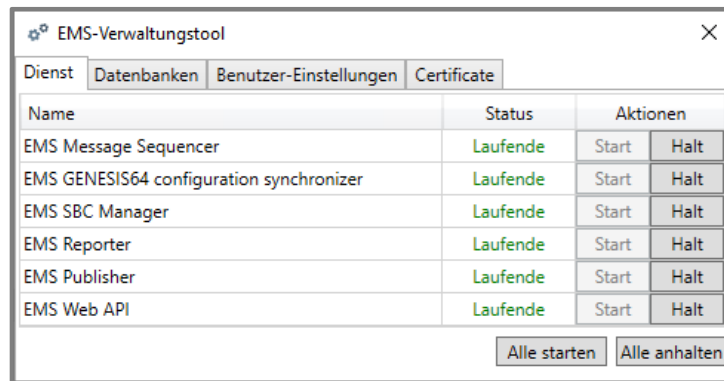 EMS-Verwaltungstool
Dienst Datenbanken Benutzer-Einstellungen Certificate
Name Status Aktionen
EMS Message Sequencer Laufende Start Halt
EMS GENESIS64 configuration synchronizer Laufende Start Halt
EMS SBC Manager Laufende Start Halt
EMS Reporter Laufende Start Halt
EMS Publisher Laufende Start Halt
EMS Web API Laufende Start Halt
Alle starten Alle anhalten